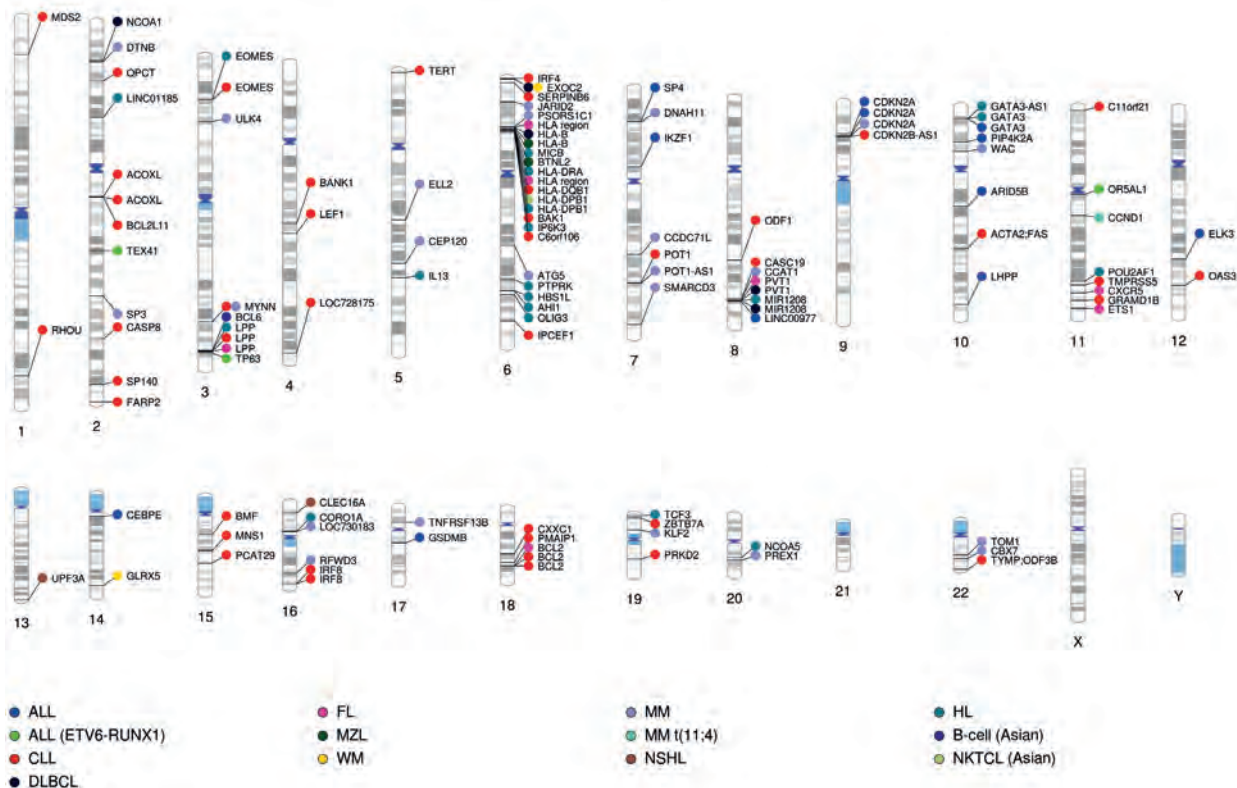 MDS2
RHOU
1
NCOA1
DTNB
QPCT
LINC01185
ACOXL
ACOXL
BCL2L11
TEX41
SP3
CASP8
SP140
FARP2
2
EOMES
EOMES
ULK4
MYNN
BCL6
LPP
LPP
LPP
TP63
3
BANK1
LEF1
LOC728175
4
TERT
ELL2
CEP120
IL13
5
IRF4
EXOC2
SERPINB6
JARID2
PSORS1C1
HLA region
HLA-B
HLA-B
MICB
BTNL2
HLA-DRA
HLA region
HLA-DQB1
HLA-DPB1
HLA-DPB1
BAK1
IP6K3
C6orf106
ATG5
PTPRK
HBS1L
AHI1
OLIG3
IPCEF1
6
SP4
DNAH11
IKZF1
CCDC71L
POT1
POT1-AS1
SMARCD3
7
ODF1
CASC19
CCAT1
PVT1
PVT1
MIR1208
MIR1208
LINC00977
8
CDKN2A
CDKN2A
CDKN2A
CDKN2B-AS1
9
GATA3-AS1
GATA3
GATA3
PIP4K2A
WAC
ARID5B
ACTA2;FAS
LHPP
10
C11orf21
OR5AL1
CCND1
POU2AF1
TMPRSS5
CXCR5
GRAMD1B
ETS1
11
ELK3
OAS3
12
UPF3A
13
CEBPE
GLRX5
14
BMF
MNS1
PCAT29
15
CLEC16A
CORO1A
LOC730183
RFWD3
IRF8
IRF8
16
TNFRSF13B
GSDMB
17
CXXC1
PMAIP1
BCL2
BCL2
BCL2
18
TCF3
ZBTB7A
KLF2
PRKD2
19
NCOA5
PREX1
20
21
TOM1
CBX7
TYMP;ODF3B
22
X
Y
ALL
ALL (ETV6-RUNX1)
CLL
DLBCL
FL
MZL
WM
MM
MM t(11;4)
NSHL
HL
B-cell (Asian)
NKTCL (Asian)